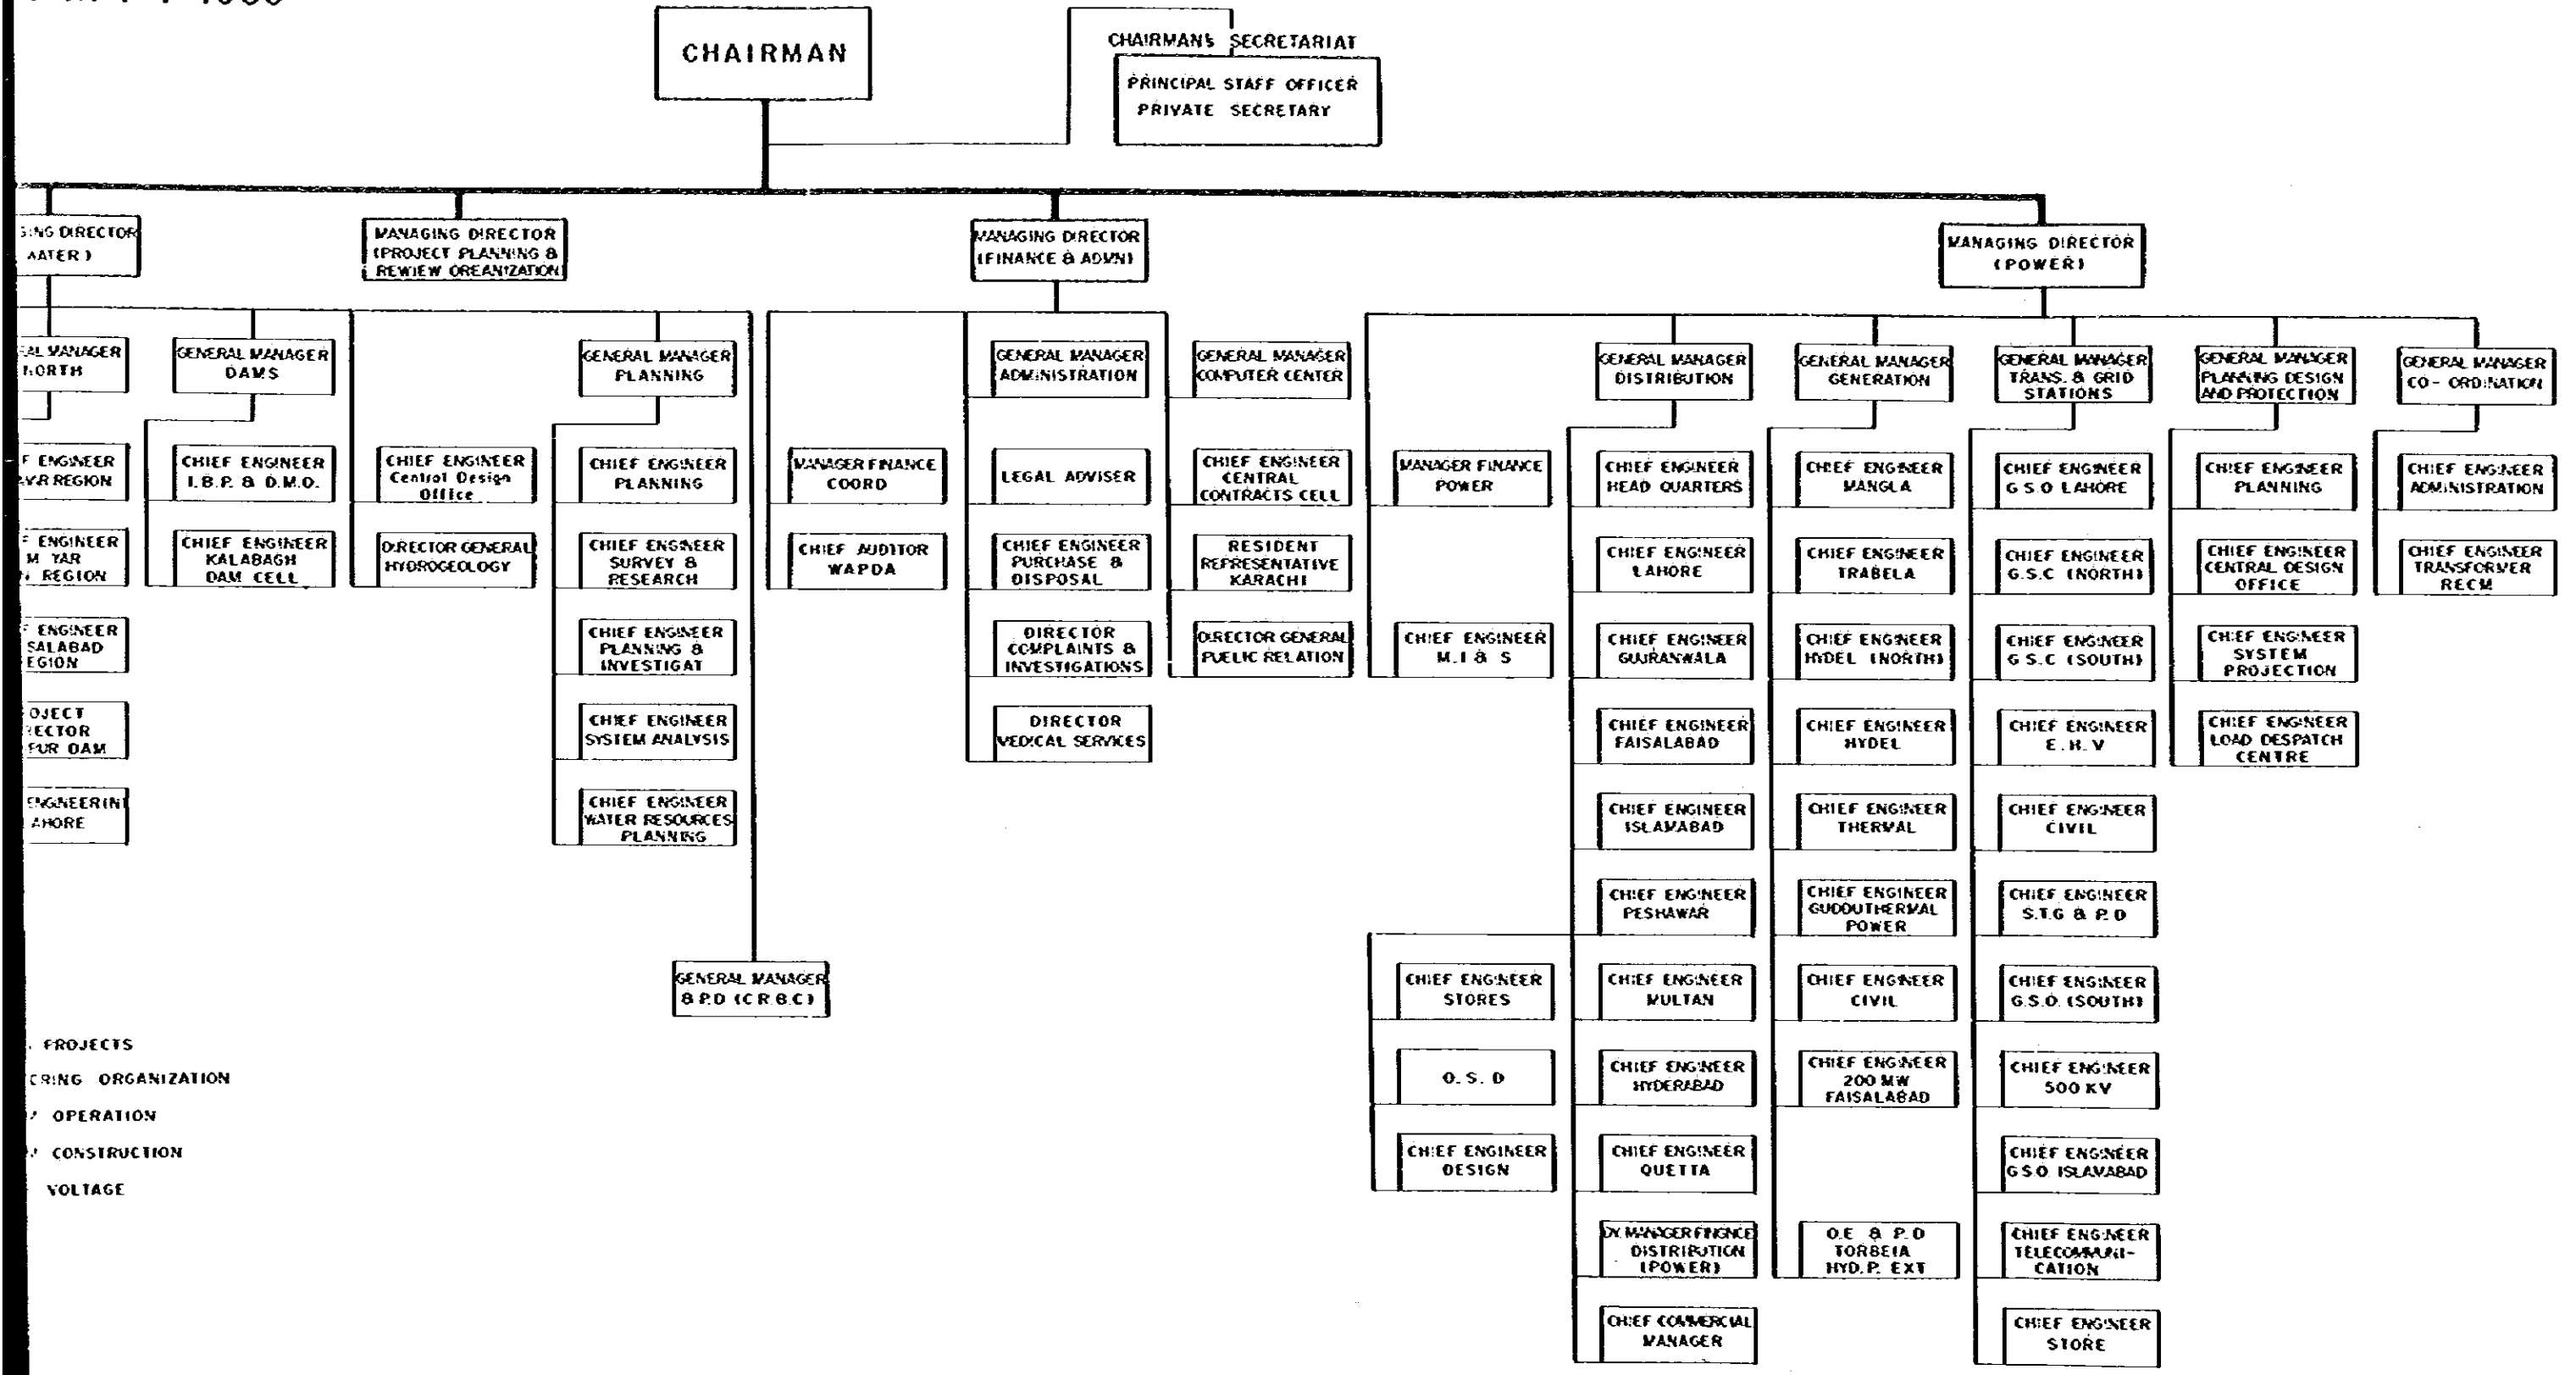 CHAIRMAN
CHAIRMANS SECRETARIAT
PRINCIPAL STAFF OFFICER
PRIVATE SECRETARY
DIRECTOR
MANAGING DIRECTOR
(PROJECT PLANNING &
REWIEW OREANIZATION)
MANAGING DIRECTOR
(FINANCE & ADMN)
MANAGING DIRECTOR
(POWER)
MANAGER
NORTH
ENGINEER
REGION
ENGINEER
YAR
REGION
ENGINEER
DAM
GENERAL MANAGER
DAMS
CHIEF ENGINEER
I.B.P. & D.M.O.
CHIEF ENGINEER
KALABAGH
DAM CELL
CHIEF ENGINEER
Central Design
Office
DIRECTOR GENERAL
HYDROGEOLOGY
GENERAL MANAGER
PLANNING
CHIEF ENGINEER
PLANNING
CHIEF ENGINEER
SURVEY &
RESEARCH
CHIEF ENGINEER
PLANNING &
INVESTIGAT
CHIEF ENGINEER
SYSTEM ANALYSIS
CHIEF ENGINEER
WATER RESOURCES
PLANNING
GENERAL MANAGER
& P.D (C.R.B.C)
MANAGER FINANCE
COORD
CHIEF AUDITOR
WAPDA
GENERAL MANAGER
ADMINISTRATION
LEGAL ADVISER
CHIEF ENGINEER
PURCHASE &
DISPOSAL
DIRECTOR
COMPLAINTS &
INVESTIGATIONS
DIRECTOR
MEDICAL SERVICES
GENERAL MANAGER
COMPUTER CENTER
CHIEF ENGINEER
CENTRAL
CONTRACTS CELL
RESIDENT
REPRESENTATIVE
KARACHI
DIRECTOR GENERAL
PUBLIC RELATION
MANAGER FINANCE
POWER
CHIEF ENGINEER
M.I & S
CHIEF ENGINEER
STORES
O.S.D
CHIEF ENGINEER
DESIGN
GENERAL MANAGER
DISTRIBUTION
CHIEF ENGINEER
HEAD QUARTERS
CHIEF ENGINEER
LAHORE
CHIEF ENGINEER
GUJRANWALA
CHIEF ENGINEER
FAISALABAD
CHIEF ENGINEER
ISLAMABAD
CHIEF ENGINEER
PESHAWAR
CHIEF ENGINEER
MULTAN
CHIEF ENGINEER
HYDERABAD
CHIEF ENGINEER
QUETTA
DY. MANAGER FINANCE
DISTRIBUTION
(POWER)
CHIEF COMMERCIAL
MANAGER
GENERAL MANAGER
GENERATION
CHIEF ENGINEER
MANGLA
CHIEF ENGINEER
TRABELA
CHIEF ENGINEER
HYDEL (NORTH)
CHIEF ENGINEER
HYDEL
CHIEF ENGINEER
THERMAL
CHIEF ENGINEER
GUDDUTHERMAL
POWER
CHIEF ENGINEER
CIVIL
CHIEF ENGINEER
200 MW
FAISALABAD
O.E & P.D
TORBEIA
HYD.P. EXT
GENERAL MANAGER
TRANS. & GRID
STATIONS
CHIEF ENGINEER
G.S.O LAHORE
CHIEF ENGINEER
G.S.C (NORTH)
CHIEF ENGINEER
G.S.C (SOUTH)
CHIEF ENGINEER
E.H.V
CHIEF ENGINEER
CIVIL
CHIEF ENGINEER
S.T.G & P.D
CHIEF ENGINEER
G.S.O. (SOUTH)
CHIEF ENGINEER
500 KV
CHIEF ENGINEER
G.S.O. ISLAMABAD
CHIEF ENGINEER
TELECOMMUNI-
CATION
CHIEF ENGINEER
STORE
GENERAL MANAGER
PLANNING DESIGN
AND PROTECTION
CHIEF ENGINEER
PLANNING
CHIEF ENGINEER
CENTRAL DESIGN
OFFICE
CHIEF ENGINEER
SYSTEM
PROJECTION
CHIEF ENGINEER
LOAD DESPATCH
CENTRE
GENERAL MANAGER
CO-ORDINATION
CHIEF ENGINEER
ADMINISTRATION
CHIEF ENGINEER
TRANSFORMER
RECM
PROJECTS
ORGANIZATION
OPERATION
CONSTRUCTION
VOLTAGE